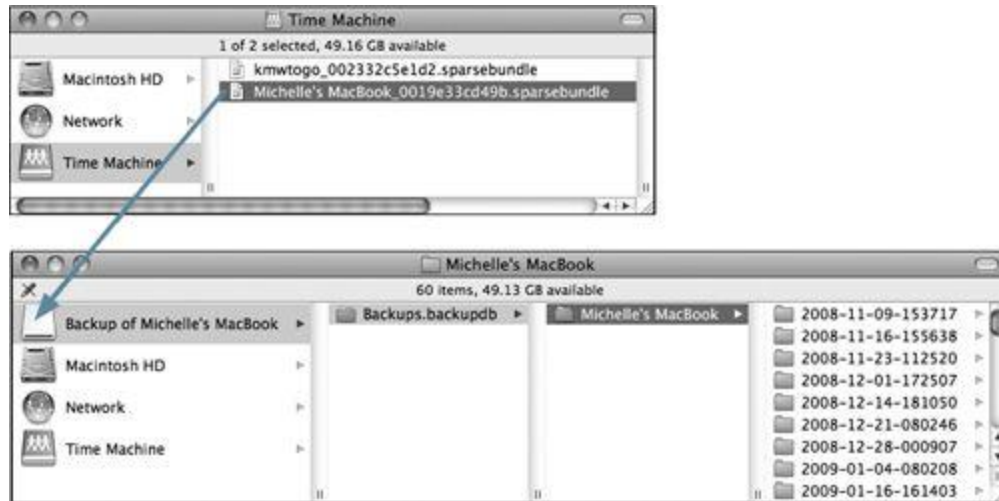 Time Machine
1 of 2 selected, 49.16 GB available
Macintosh HD
Network
Time Machine
kmwtogo_002332c5e1d2.sparsebundle
Michelle's MacBook_0019e33cd49b.sparsebundle
Michelle's MacBook
60 items, 49.13 GB available
Backup of Michelle's MacBook
Macintosh HD
Network
Time Machine
Backups.backupdb
Michelle's MacBook
2008-11-09-153717
2008-11-16-155638
2008-11-23-112520
2008-12-01-172507
2008-12-14-181050
2008-12-21-080246
2008-12-28-000907
2009-01-04-080208
2009-01-16-161403